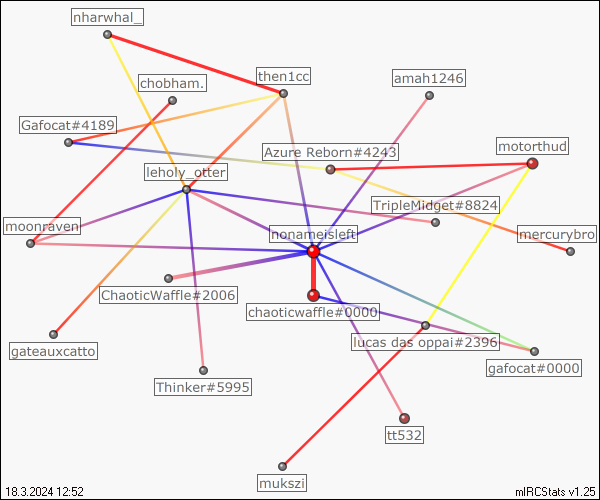 nharwhal_
chobham.
then1cc
amah1246
Gafocat#4189
Azure Reborn#4243
motorthud
leholy_otter
TripleMidget#8824
moonraven
nonameisleft
mercurybro
ChaoticWaffle#2006
chaoticwaffle#0000
gateauxcatto
lucas das oppai#2396
gafocat#0000
Thinker#5995
tt532
mukszi
18.3.2024 12:52
mIRCStats v1.25